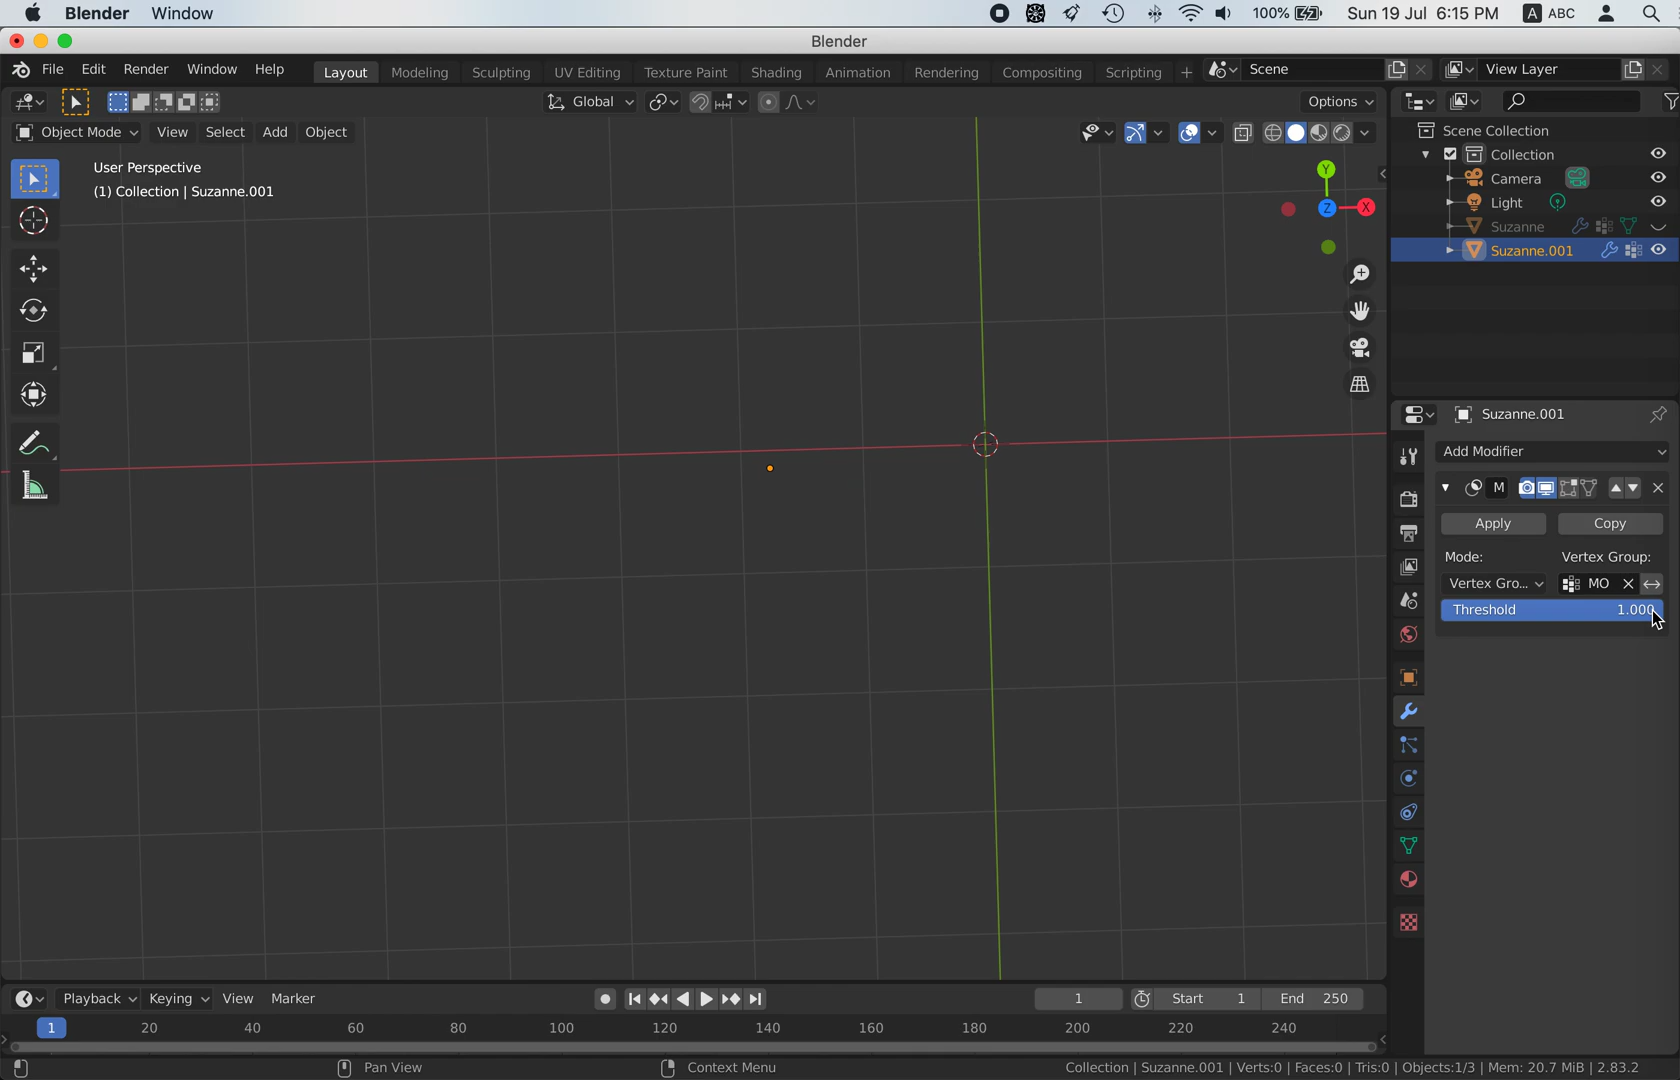 Blender Window 100% Sun 19 Jul 6:15 PM A ABC
Blender
File Edit Render Window Help Layout Modeling Sculpting UV Editing Texture Paint Shading Animation Rendering Compositing Scripting + Scene View Layer
Global Options
Object Mode View Select Add Object
User Perspective
(1) Collection | Suzanne.001
Y
Z X
Scene Collection
Collection
Camera
Light
Suzanne
Suzanne.001
Suzanne.001
Add Modifier
M
Apply Copy
Mode: Vertex Group:
Vertex Gro... MO
Threshold 1.000
Playback Keying View Marker 1 Start 1 End 250
1 20 40 60 80 100 120 140 160 180 200 220 240
Pan View Context Menu Collection | Suzanne.001 | Verts:0 | Faces:0 | Tris:0 | Objects:1/3 | Mem: 20.7 MiB | 2.83.2